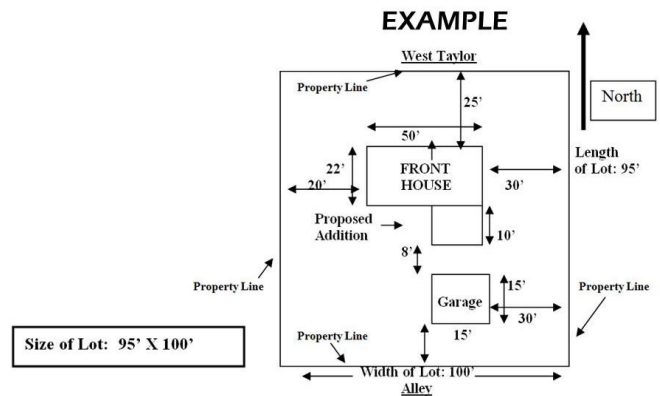 EXAMPLE
West Taylor
Property Line
25'
North
50'
Length
of Lot: 95'
22'
FRONT
HOUSE
20'
30'
Proposed
Addition
10'
8'
Property Line
Garage
15'
Property Line
30'
15'
Size of Lot: 95' X 100'
Property Line
Width of Lot: 100'
Alley